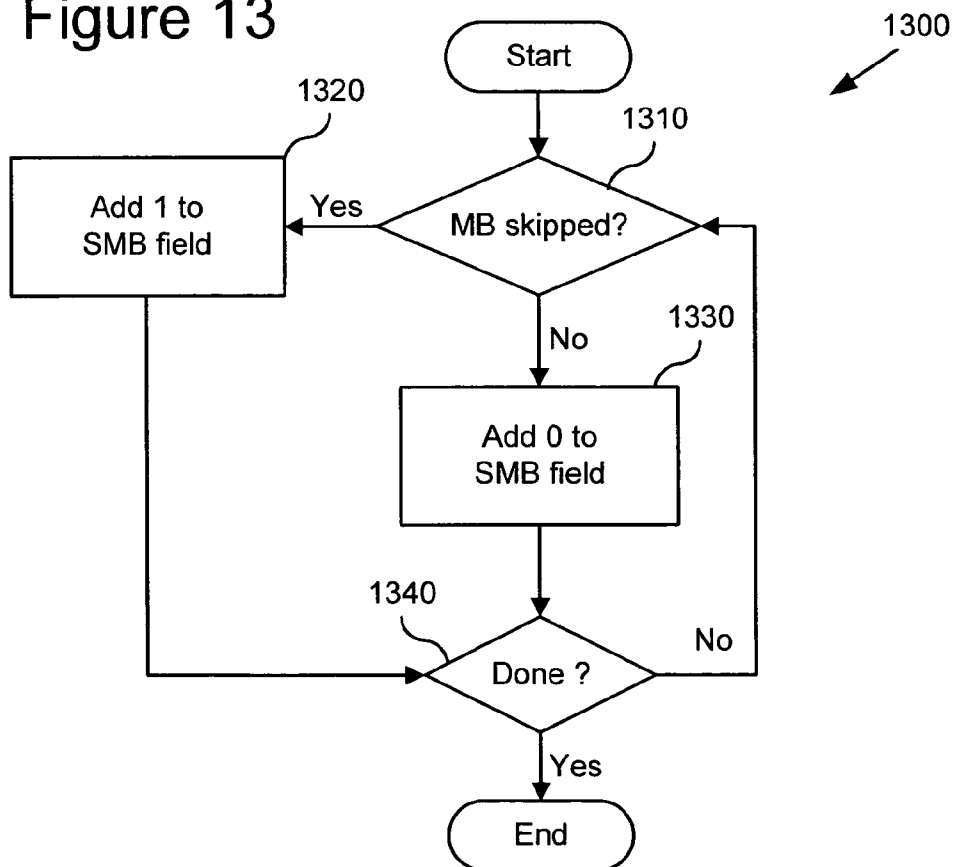 Figure 13
1300
Start
1320
1310
Add 1 to
SMB field
Yes
MB skipped?
No
1330
Add 0 to
SMB field
1340
No
Done ?
Yes
End